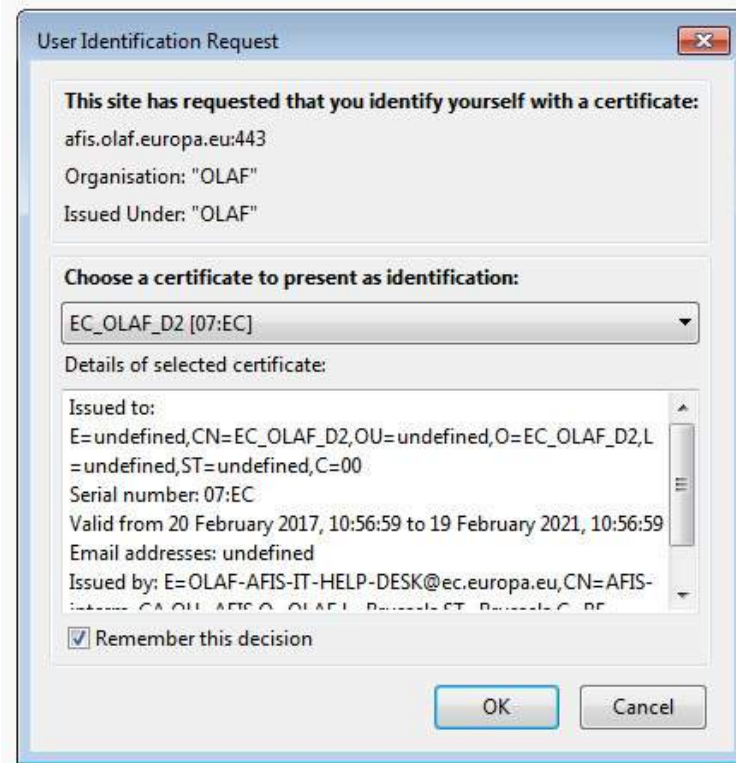 User Identification Request
This site has requested that you identify yourself with a certificate:
afis.olaf.europa.eu:443
Organisation: "OLAF"
Issued Under: "OLAF"
Choose a certificate to present as identification:
EC_OLAF_D2 [07:EC]
Details of selected certificate:
Issued to:
E=undefined,CN=EC_OLAF_D2,OU=undefined,O=EC_OLAF_D2,L
=undefined,ST=undefined,C=00
Serial number: 07:EC
Valid from 20 February 2017, 10:56:59 to 19 February 2021, 10:56:59
Email addresses: undefined
Issued by: E=OLAF-AFIS-IT-HELP-DESK@ec.europa.eu,CN=AFIS-
Remember this decision
OK
Cancel